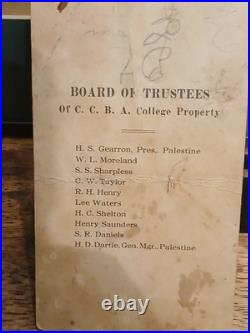 BOARD OF TRUSTEES
Of C. C. B. A. College Property
H. S. Gearron, Pres., Palestine
W. L. Moreland
S. S. Sharpless
C. W. Taylor
R. H. Henry
Lee Waters
H. C. Shelton
Henry Saunders
S. R. Daniels
H. D. Dartie, Gen. Mgr., Palestine